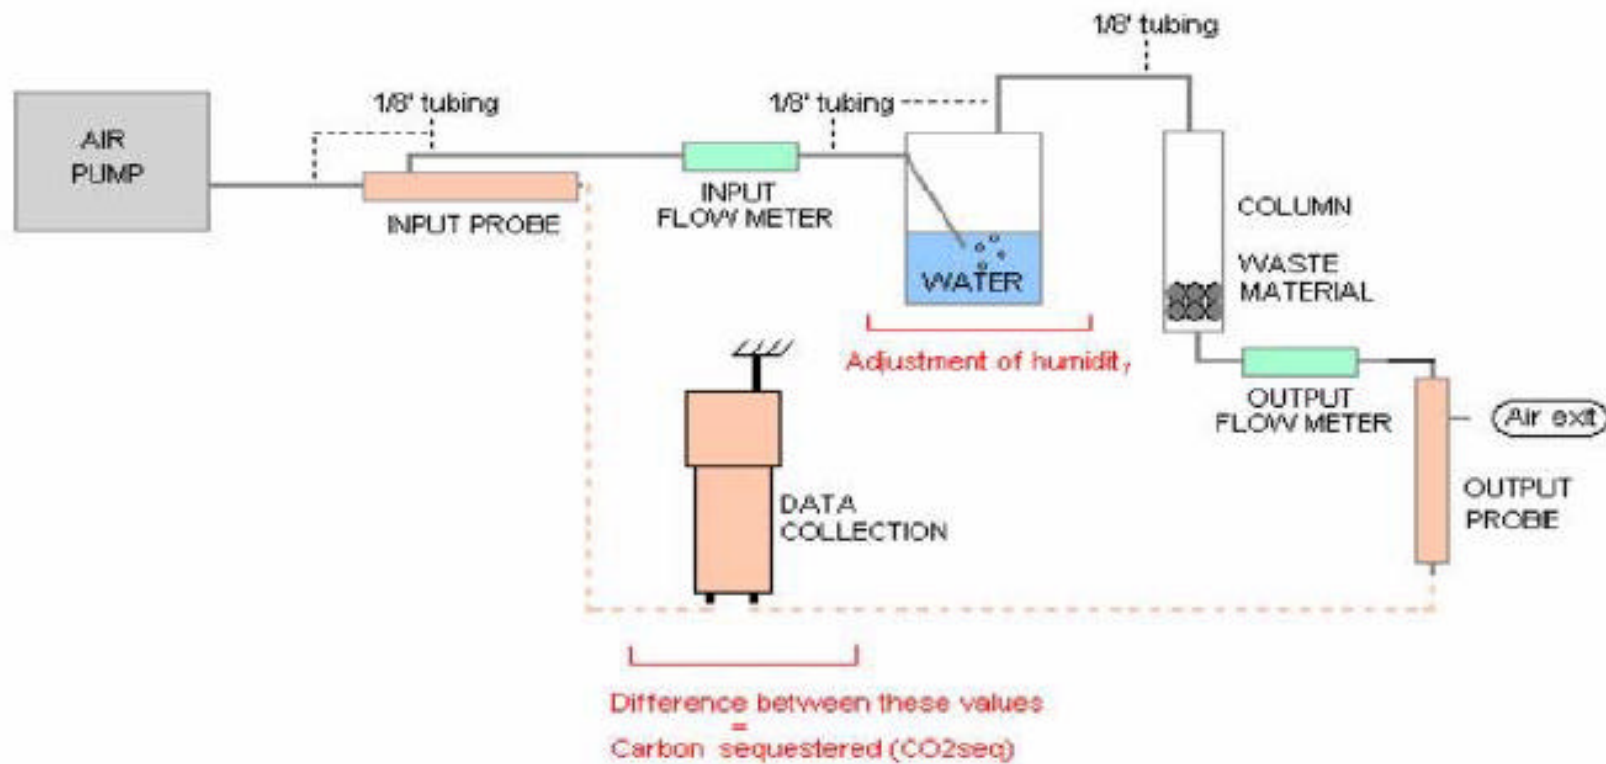 1/8' tubing
1/8' tubing
1/8' tubing
AIR
PUMP
INPUT PROBE
INPUT
FLOW METER
WATER
COLUMN
WASTE
MATERIAL
Adjustment of humidity
OUTPUT
FLOW METER
Air exit
OUTPUT
PROBE
DATA
COLLECTION
Difference between these values
=
Carbon sequestered (CO2seq)